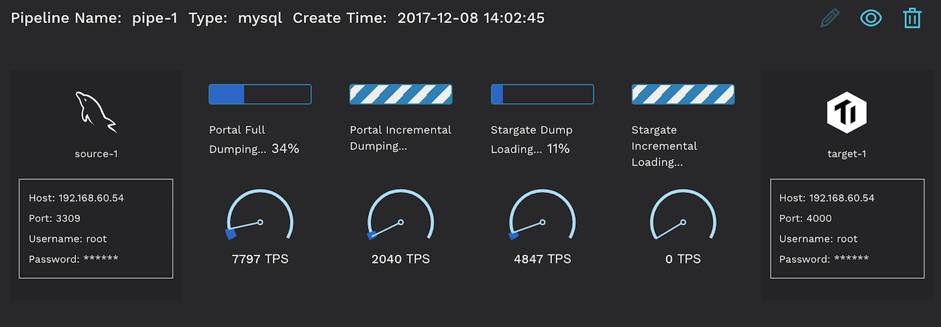 Pipeline Name: pipe-1 Type: mysql Create Time: 2017-12-08 14:02:45
source-1
Host: 192.168.60.54
Port: 3309
Username: root
Password: ******
Portal Full
Dumping... 34%
7797 TPS
Portal Incremental
Dumping...
2040 TPS
Stargate Dump
Loading... 11%
4847 TPS
Stargate
Incremental
Loading...
0 TPS
TI
target-1
Host: 192.168.60.54
Port: 4000
Username: root
Password: ******